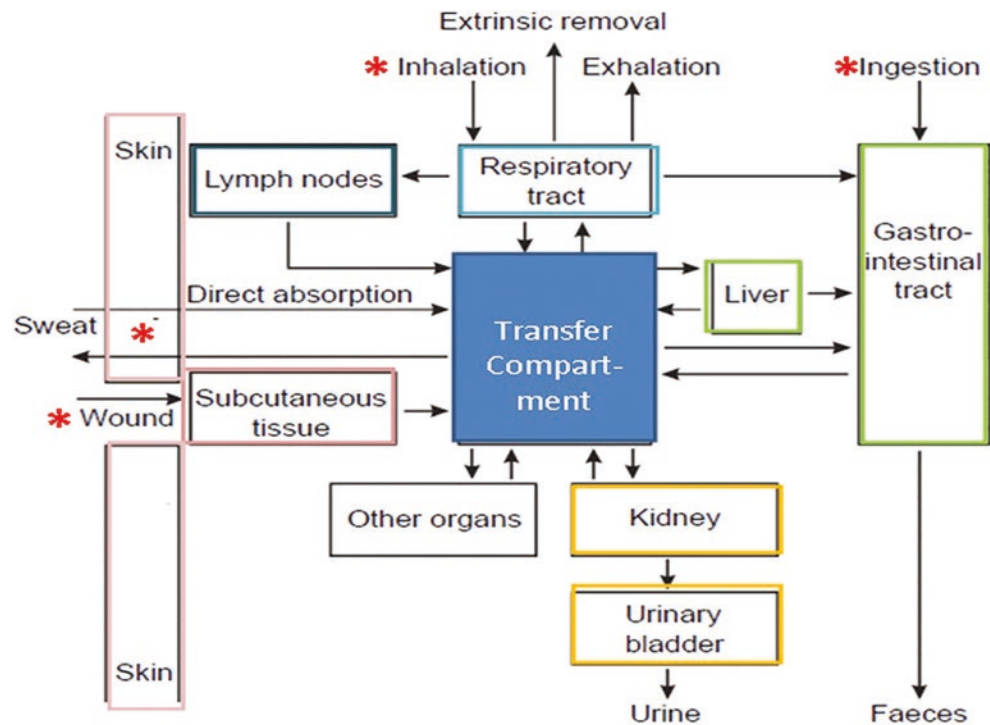 Extrinsic removal
* Inhalation
Exhalation
*Ingestion
Skin
Lymph nodes
Respiratory
tract
Gastro-
intestinal
tract
Direct absorption
Liver
Sweat
*
Transfer
Compart-
ment
Subcutaneous
tissue
* Wound
Other organs
Kidney
Urinary
bladder
Skin
Urine
Faeces